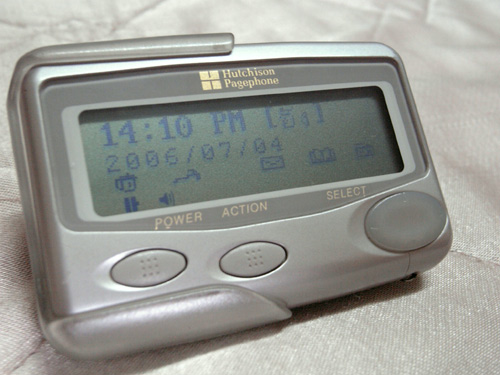 Hutchison
Pagephone
14:10 PM
2006/07/04
POWER
ACTION
SELECT